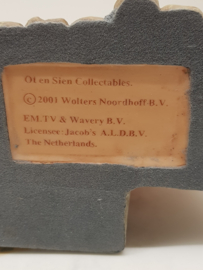 Ot en Sien Collectables.
©2001 Wolters Noordhoff B.V.
EM.TV & Wavery B.V.
Licenses: Jacob's A.L.D.B.V.
The Netherlands.